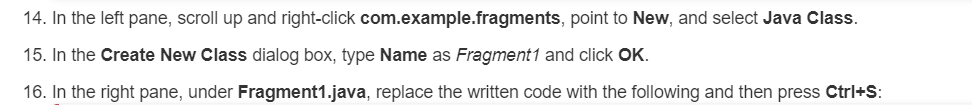 14. In the left pane, scroll up and right-click com.example.fragments, point to New, and select Java Class.
15. In the Create New Class dialog box, type Name as Fragment1 and click OK.
16. In the right pane, under Fragment1.java, replace the written code with the following and then press Ctrl+S: